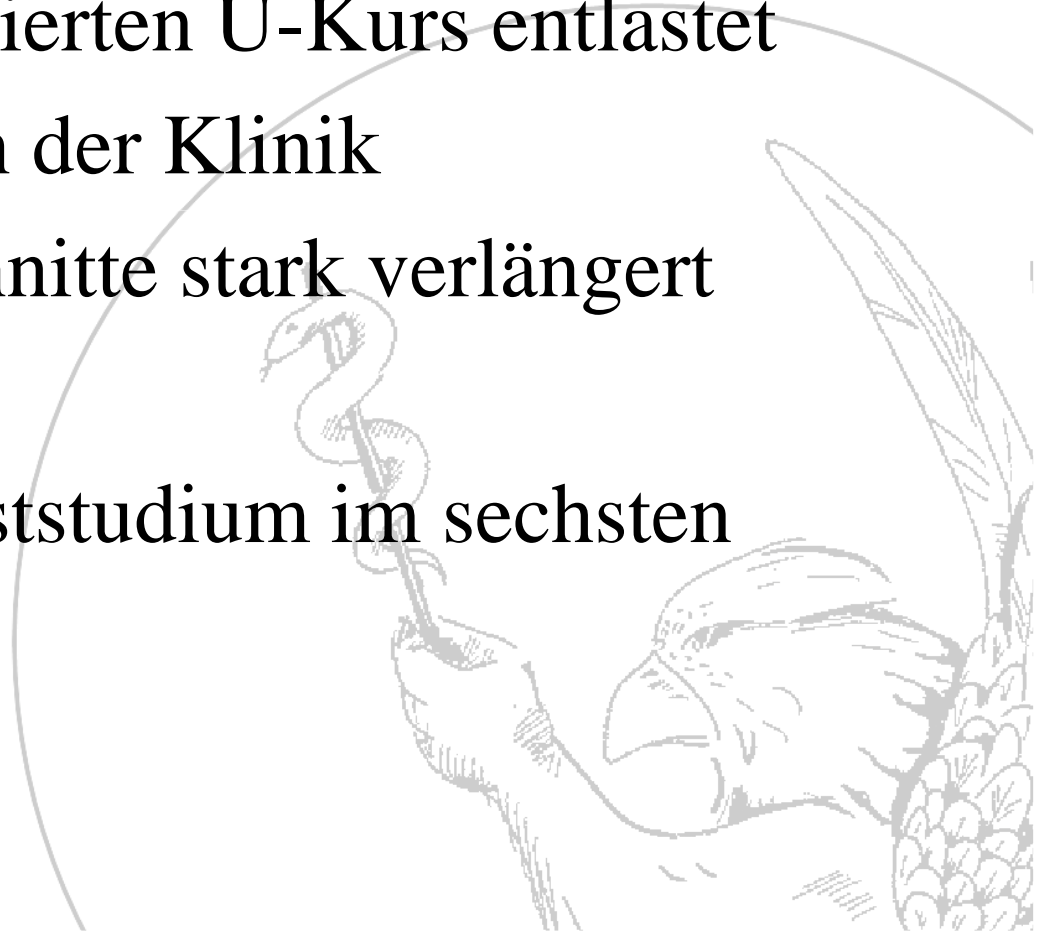 ierten U-Kurs entlastet
der Klinik
nitte stark verlängert
ststudium im sechsten